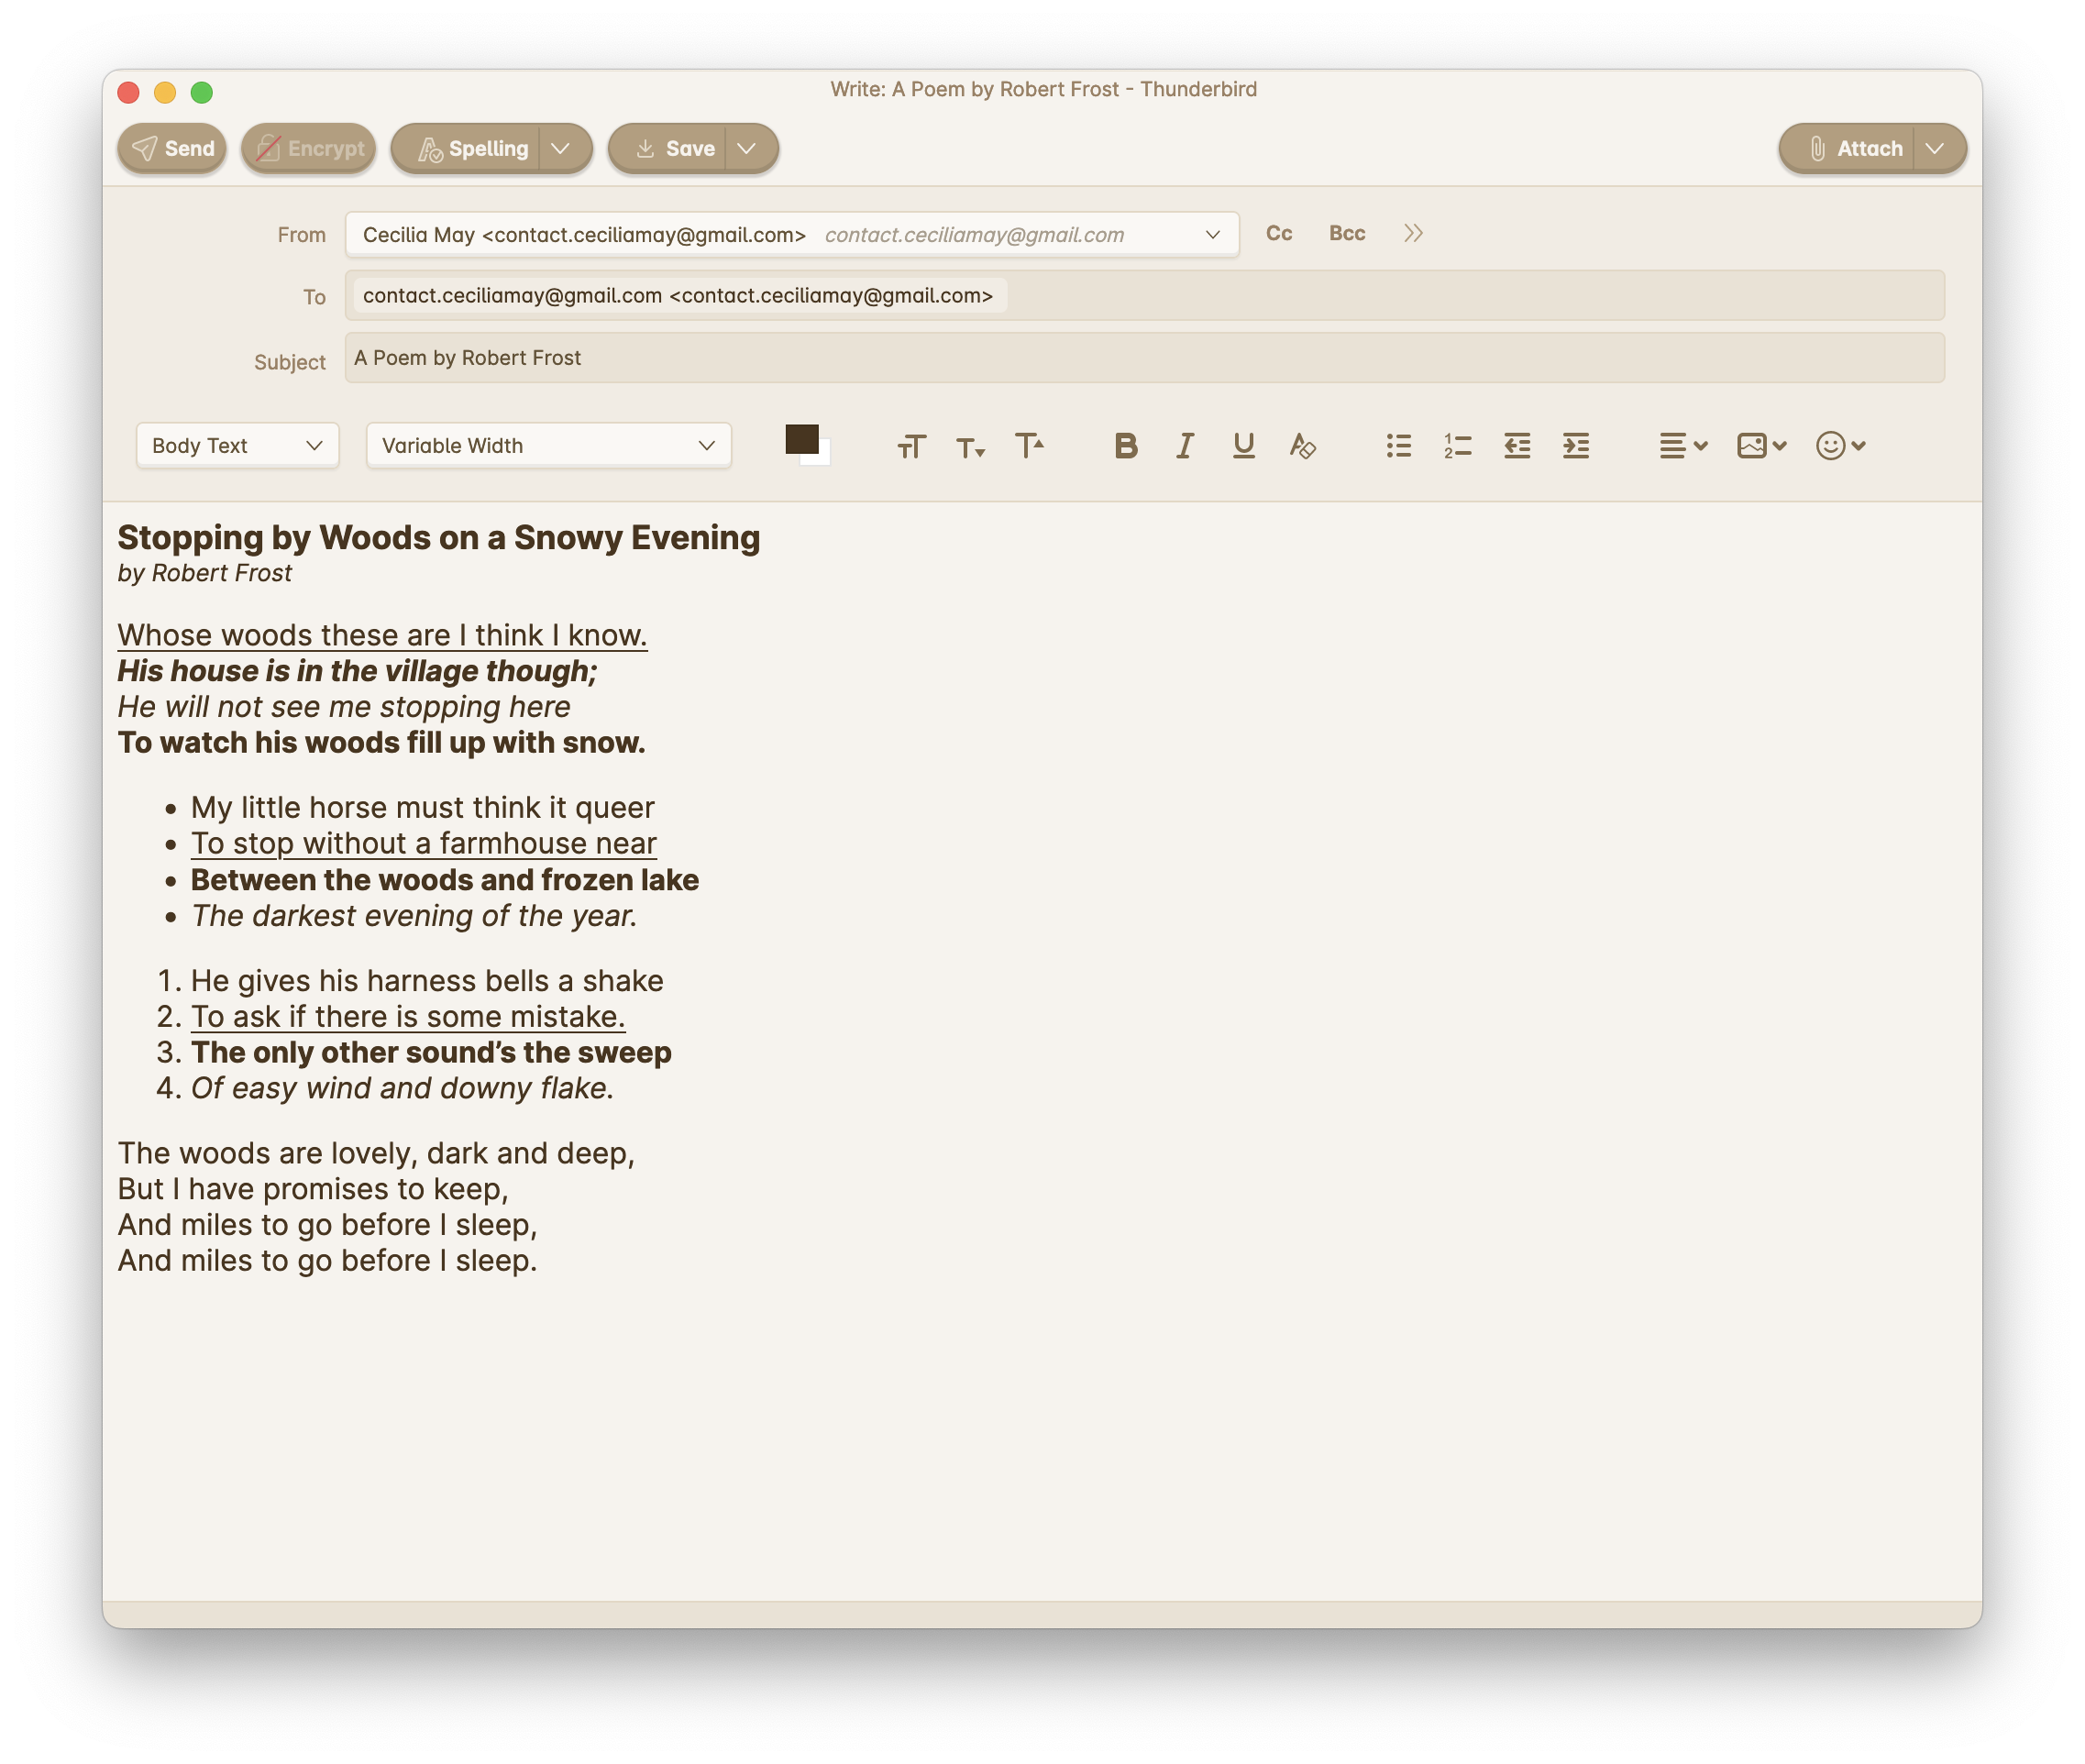 Write: A Poem by Robert Frost - Thunderbird
Send Encrypt Spelling Save Attach
From Cecilia May <contact.ceciliamay@gmail.com> contact.ceciliamay@gmail.com Cc Bcc
To contact.ceciliamay@gmail.com <contact.ceciliamay@gmail.com>
Subject A Poem by Robert Frost
Body Text Variable Width
Stopping by Woods on a Snowy Evening
by Robert Frost
Whose woods these are I think I know.
His house is in the village though;
He will not see me stopping here
To watch his woods fill up with snow.
• My little horse must think it queer
• To stop without a farmhouse near
• Between the woods and frozen lake
• The darkest evening of the year.
1. He gives his harness bells a shake
2. To ask if there is some mistake.
3. The only other sound’s the sweep
4. Of easy wind and downy flake.
The woods are lovely, dark and deep,
But I have promises to keep,
And miles to go before I sleep,
And miles to go before I sleep.